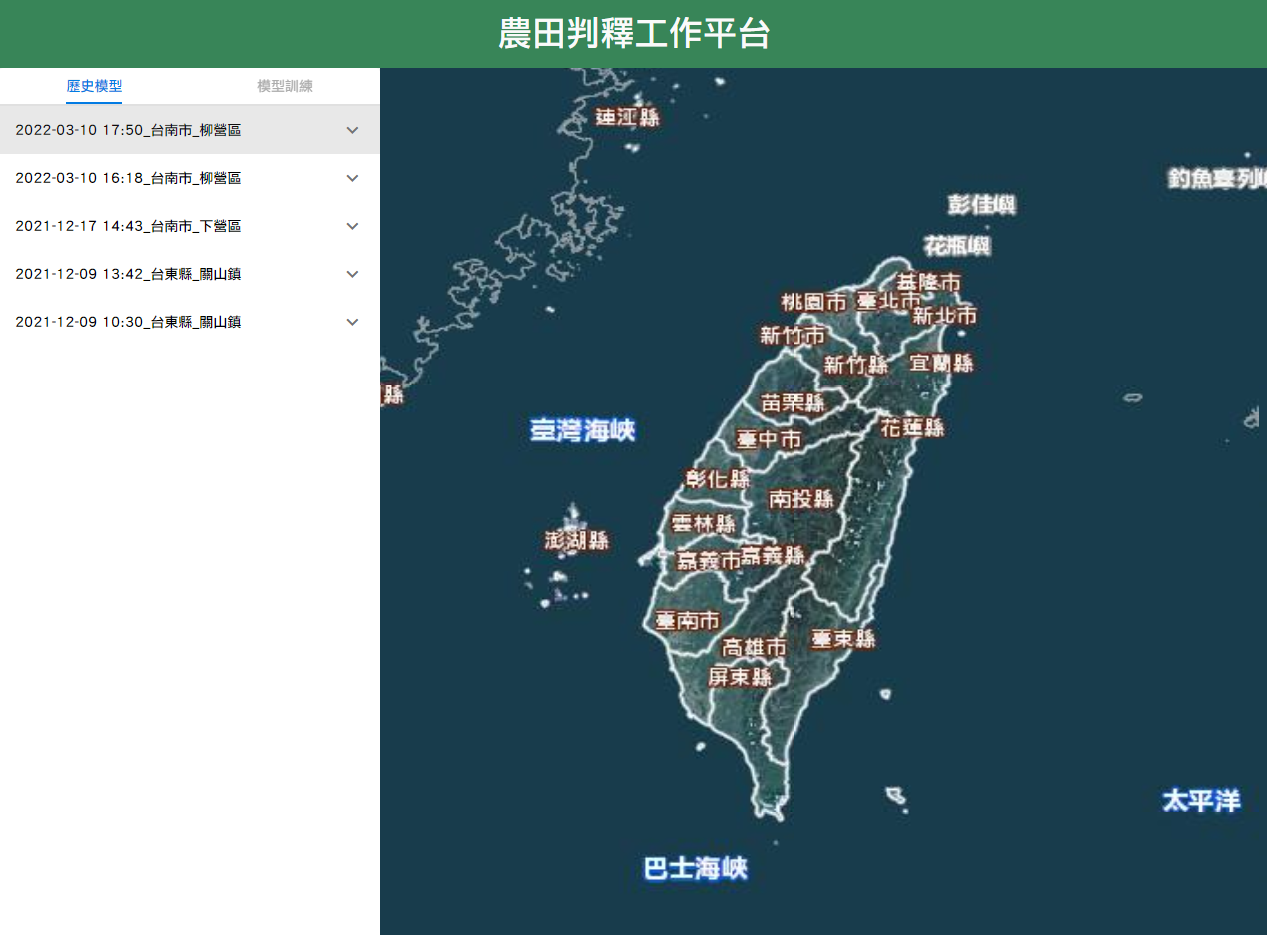 農田判釋工作平台
歷史模型
模型訓練
2022-03-10 17:50_台南市_柳營區
2022-03-10 16:18_台南市_柳營區
2021-12-17 14:43_台南市_下營區
2021-12-09 13:42_台東縣_關山鎮
2021-12-09 10:30_台東縣_關山鎮
連江縣
釣魚臺列嶼
彭佳嶼
花瓶嶼
基隆市
桃園市
臺北市
新北市
新竹市
新竹縣
宜蘭縣
縣
苗栗縣
臺灣海峽
臺中市
花蓮縣
彰化縣
南投縣
雲林縣
澎湖縣
嘉義市
嘉義縣
臺南市
高雄市
臺東縣
屏東縣
太平洋
巴士海峽